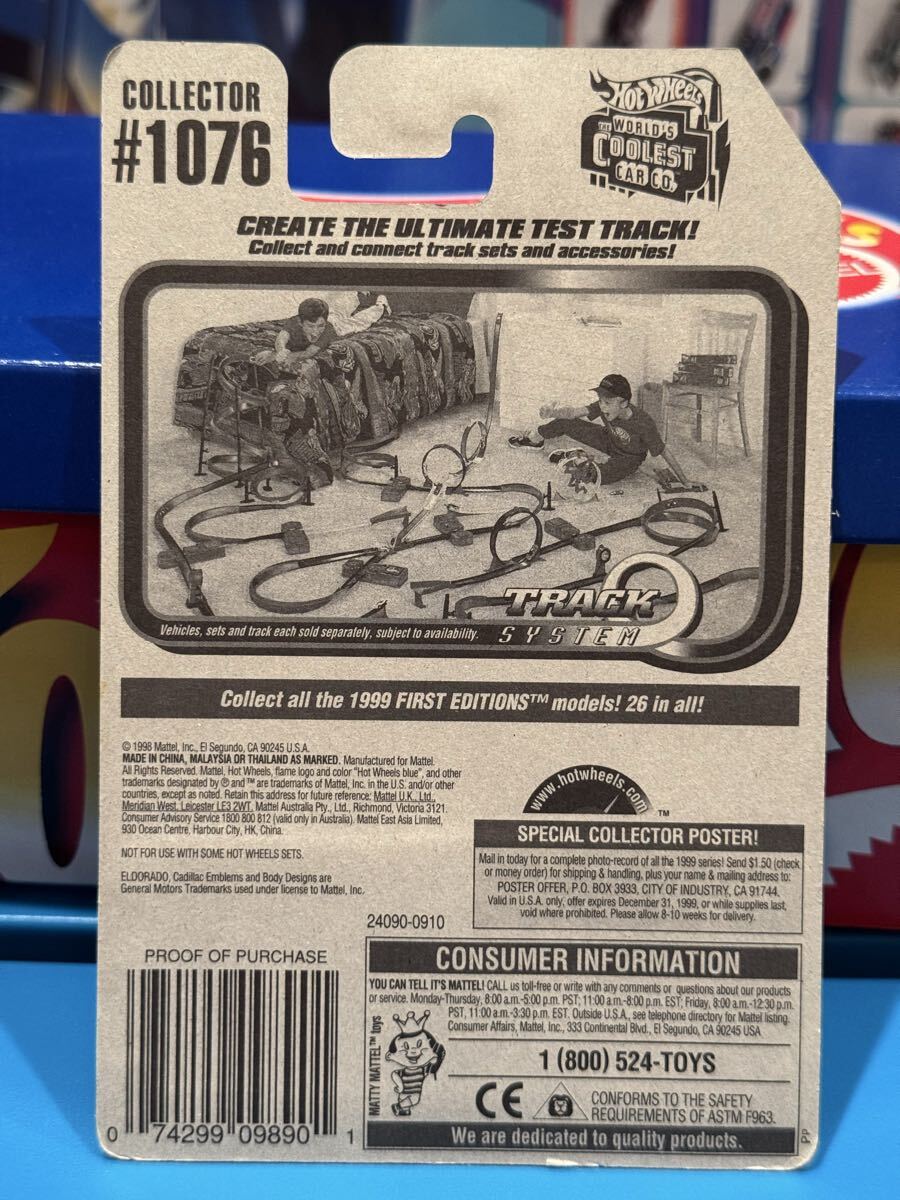 COLLECTOR
#1076
HOT WHEELS
THE WORLD'S
COOLEST
CAR CO.
CREATE THE ULTIMATE TEST TRACK!
Collect and connect track sets and accessories!
TRACK
SYSTEM
Vehicles, sets and track each sold separately, subject to availability.
Collect all the 1999 FIRST EDITIONS™ models! 26 in all!
© 1998 Mattel, Inc., El Segundo, CA 90245 U.S.A.
MADE IN CHINA, MALAYSIA OR THAILAND AS MARKED. Manufactured for Mattel.
All Rights Reserved. Mattel, Hot Wheels, flame logo and color "Hot Wheels blue", and other
trademarks designated by ® and ™ are trademarks of Mattel, Inc. in the U.S. and/or other
countries, except as noted. Retain this address for future reference: Mattel U.K., Ltd.,
Meridian West, Leicester LE3 2WT. Mattel Australia Pty., Ltd., Richmond, Victoria 3121.
Consumer Advisory Service 1800 800 812 (valid only in Australia). Mattel East Asia Limited,
930 Ocean Centre, Harbour City, HK, China.
NOT FOR USE WITH SOME HOT WHEELS SETS.
ELDORADO, Cadillac Emblems and Body Designs are
General Motors Trademarks used under license to Mattel, Inc.
24090-0910
www.hotwheels.com
™
SPECIAL COLLECTOR POSTER!
Mail in today for a complete photo-record of all the 1999 series! Send $1.50 (check
or money order) for shipping & handling, plus your name & mailing address to:
POSTER OFFER, P.O. BOX 3933, CITY OF INDUSTRY, CA 91744.
Valid in U.S.A. only, offer expires December 31, 1999, or while supplies last,
void where prohibited. Please allow 8-10 weeks for delivery.
PROOF OF PURCHASE
0 74299 09890 1
CONSUMER INFORMATION
YOU CAN TELL IT'S MATTEL! CALL us toll-free or write with any comments or questions about our products
or service. Monday-Thursday, 8:00 a.m.-5:00 p.m. PST; 11:00 a.m.-8:00 p.m. EST; Friday, 8:00 a.m.-12:30 p.m.
PST, 11:00 a.m.-3:30 p.m. EST. Outside U.S.A., see telephone directory for Mattel listing.
Consumer Affairs, Mattel, Inc., 333 Continental Blvd., El Segundo, CA 90245 USA
MATTY MATTEL™ toys
1 (800) 524-TOYS
CE
CONFORMS TO THE SAFETY
REQUIREMENTS OF ASTM F963.
We are dedicated to quality products.
PP